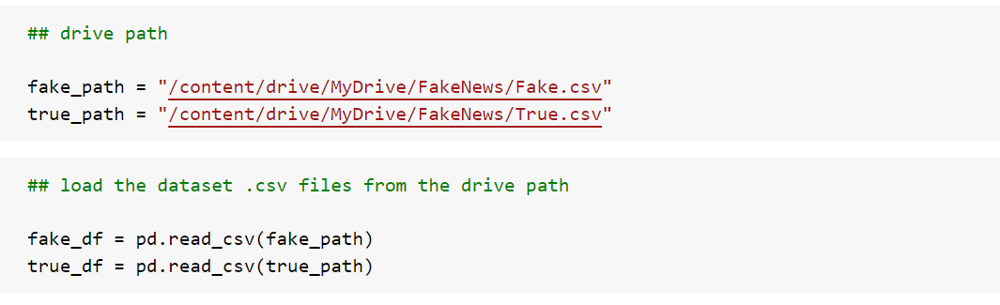 ## drive path
fake_path = "/content/drive/MyDrive/FakeNews/Fake.csv"
true_path = "/content/drive/MyDrive/FakeNews/True.csv"
## load the dataset .csv files from the drive path
fake_df = pd.read_csv(fake_path)
true_df = pd.read_csv(true_path)